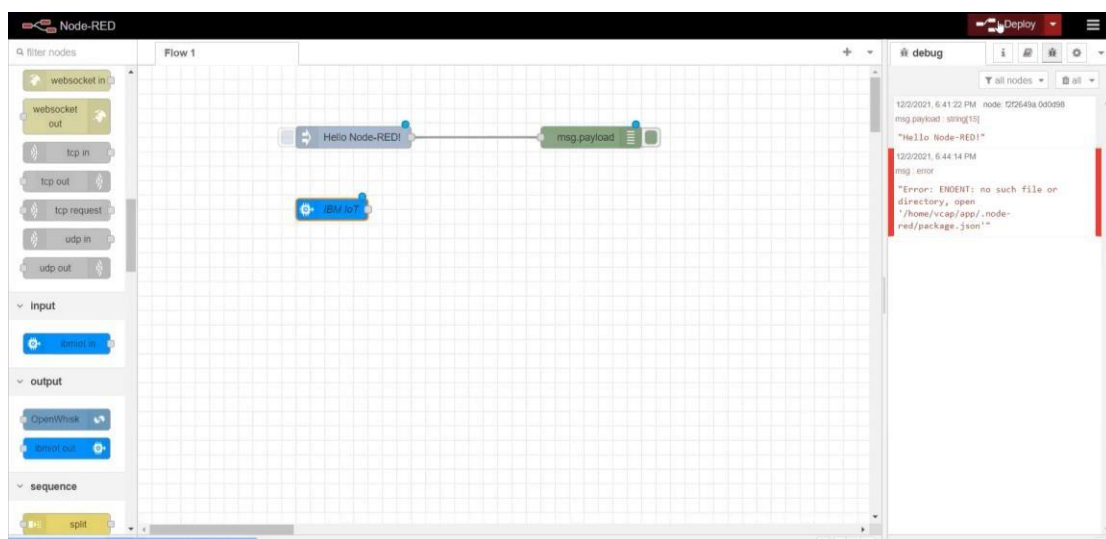 Node-RED
Deploy
filter nodes
Flow 1
debug
i
all nodes
all
websocket in
websocket
out
tcp in
tcp out
tcp request
udp in
udp out
input
ibmiot in
output
OpenWhisk
ibmiot out
sequence
split
Hello Node-RED!
msg.payload
IBM IoT
12/2/2021, 6:41:22 PM node: f2f2649a.0d0d98
msg.payload : string[15]
"Hello Node-RED!"
12/2/2021, 6:44:14 PM
msg : error
"Error: ENOENT: no such file or
directory, open
'/home/vcap/app/.node-
red/package.json'"